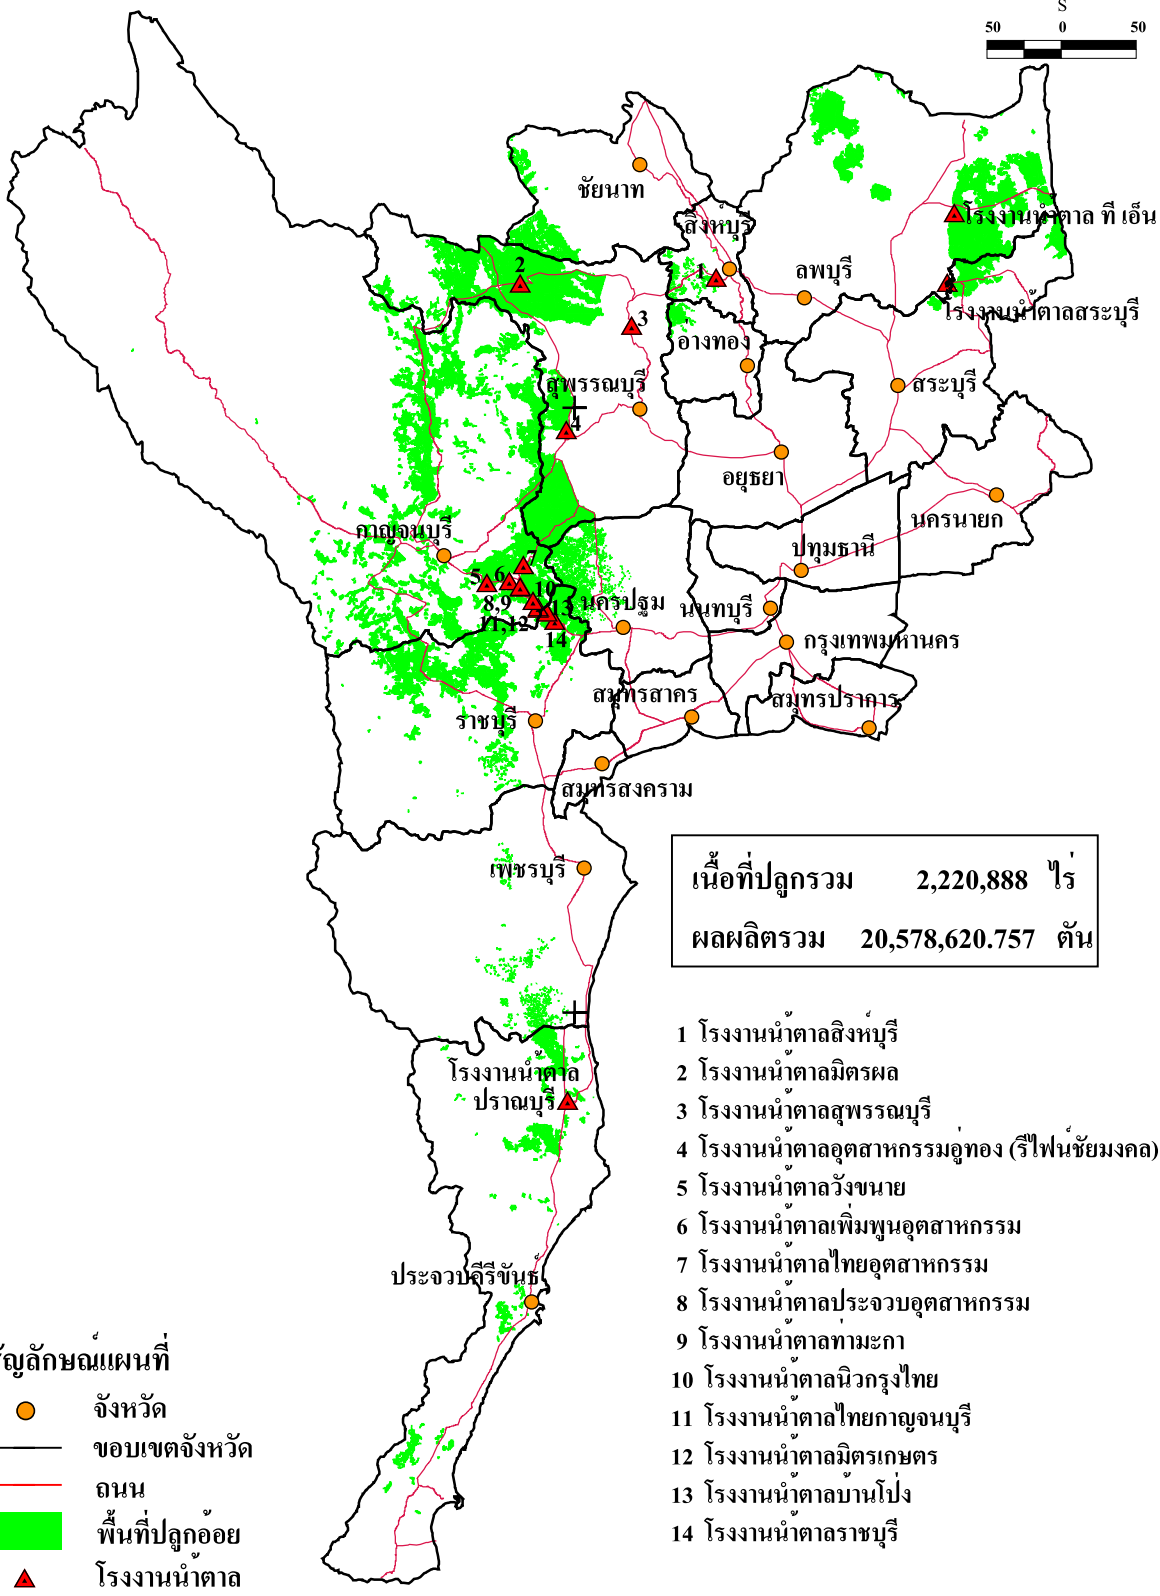 S
50 0 50
ชัยนาท
สิงห์บุรี
โรงงานน้ำตาล ที เอ็น
2
1
ลพบุรี
โรงงานน้ำตาลสระบุรี
3
อ่างทอง
สุพรรณบุรี
สระบุรี
4
อยุธยา
นครนายก
กาญจนบุรี
ปทุมธานี
7
5 6
10
8,9
13 นครปฐม
นนทบุรี
11,12
14
กรุงเทพมหานคร
สมุทรสาคร
สมุทรปราการ
ราชบุรี
สมุทรสงคราม
เพชรบุรี
เนื้อที่ปลูกรวม 2,220,888 ไร่
ผลผลิตรวม 20,578,620.757 ตัน
โรงงานน้ำตาล
ปราณบุรี
ประจวบคีรีขันธ์
1 โรงงานน้ำตาลสิงห์บุรี
2 โรงงานน้ำตาลมิตรผล
3 โรงงานน้ำตาลสุพรรณบุรี
4 โรงงานน้ำตาลอุตสาหกรรมอู่ทอง (รีไฟน์ชัยมงคล)
5 โรงงานน้ำตาลวังขนาย
6 โรงงานน้ำตาลเพิ่มพูนอุตสาหกรรม
7 โรงงานน้ำตาลไทยอุตสาหกรรม
8 โรงงานน้ำตาลประจวบอุตสาหกรรม
9 โรงงานน้ำตาลท่ามะกา
10 โรงงานน้ำตาลนิวกรุงไทย
11 โรงงานน้ำตาลไทยกาญจนบุรี
12 โรงงานน้ำตาลมิตรเกษตร
13 โรงงานน้ำตาลบ้านโป่ง
14 โรงงานน้ำตาลราชบุรี
สัญลักษณ์แผนที่
จังหวัด
ขอบเขตจังหวัด
ถนน
พื้นที่ปลูกอ้อย
โรงงานน้ำตาล